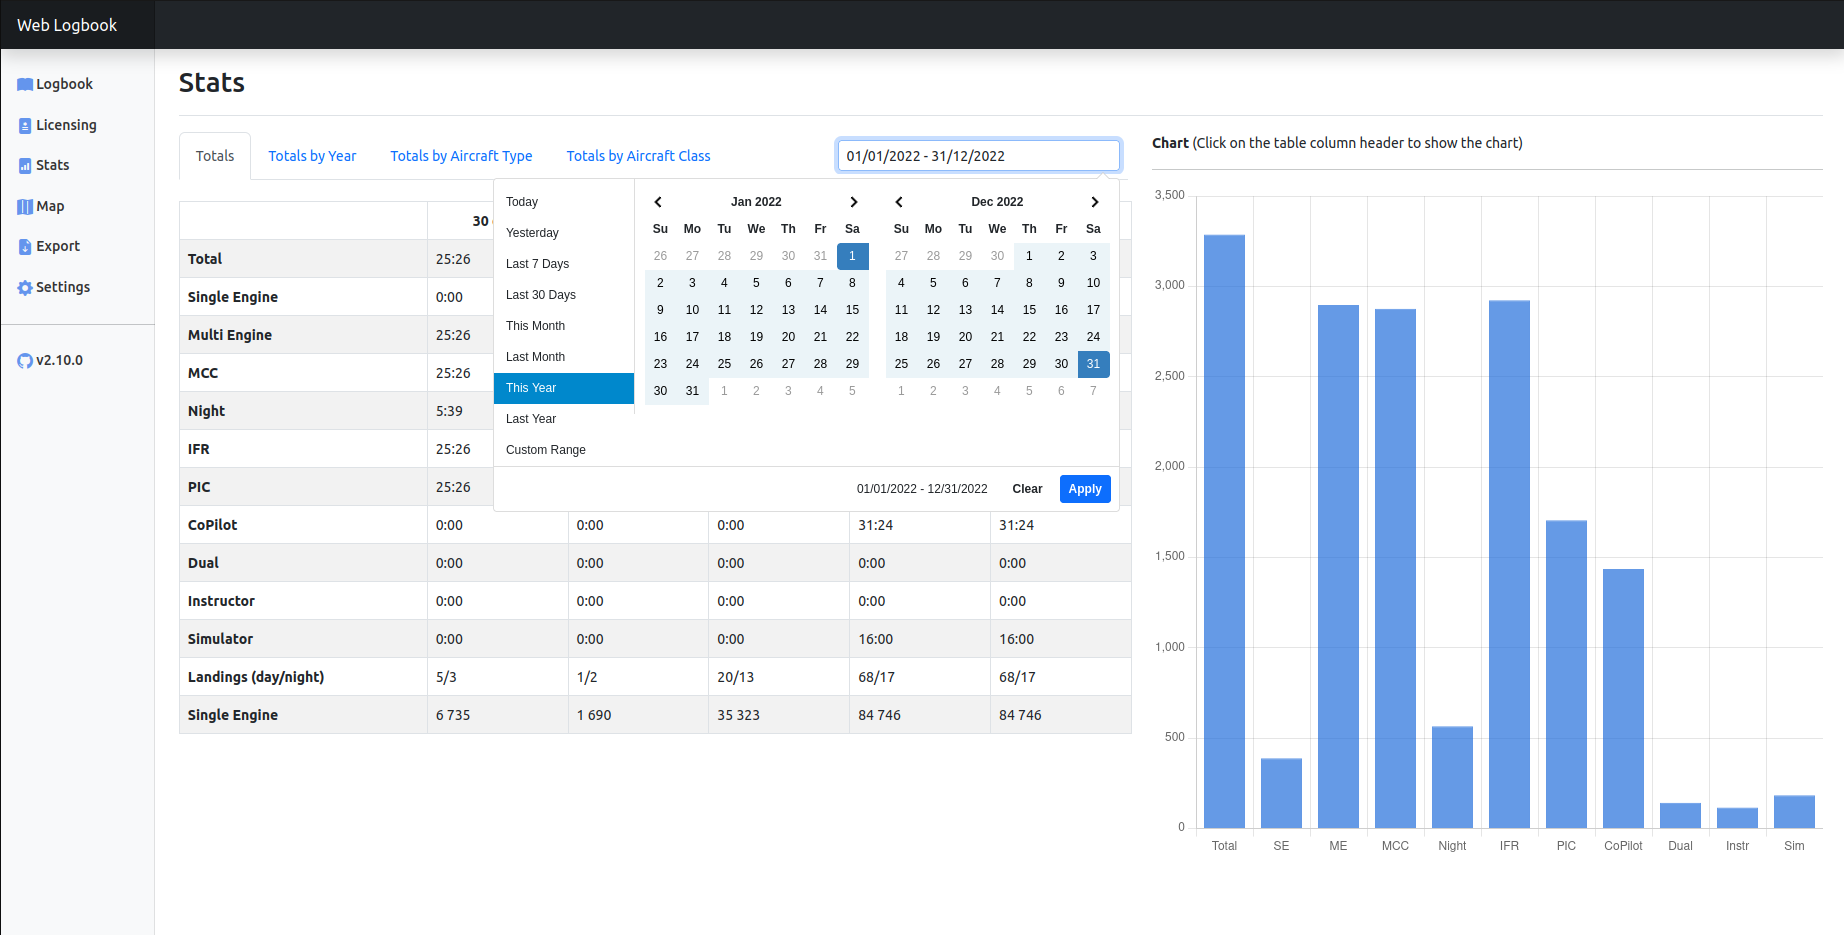 Web Logbook
Logbook
Licensing
Stats
Map
Export
Settings
v2.10.0
Stats
Totals
Totals by Year
Totals by Aircraft Type
Totals by Aircraft Class
01/01/2022 - 31/12/2022
30
Total 25:26
Single Engine 0:00
Multi Engine 25:26
MCC 25:26
Night 5:39
IFR 25:26
PIC 25:26
CoPilot 0:00 0:00 0:00 31:24 31:24
Dual 0:00 0:00 0:00 0:00 0:00
Instructor 0:00 0:00 0:00 0:00 0:00
Simulator 0:00 0:00 0:00 16:00 16:00
Landings (day/night) 5/3 1/2 20/13 68/17 68/17
Single Engine 6 735 1 690 35 323 84 746 84 746
Today
Yesterday
Last 7 Days
Last 30 Days
This Month
Last Month
This Year
Last Year
Custom Range
Jan 2022
Su Mo Tu We Th Fr Sa
26 27 28 29 30 31 1
2 3 4 5 6 7 8
9 10 11 12 13 14 15
16 17 18 19 20 21 22
23 24 25 26 27 28 29
30 31 1 2 3 4 5
Dec 2022
Su Mo Tu We Th Fr Sa
27 28 29 30 1 2 3
4 5 6 7 8 9 10
11 12 13 14 15 16 17
18 19 20 21 22 23 24
25 26 27 28 29 30 31
1 2 3 4 5 6 7
01/01/2022 - 12/31/2022
Clear
Apply
Chart (Click on the table column header to show the chart)
3,500
3,000
2,500
2,000
1,500
1,000
500
0
Total SE ME MCC Night IFR PIC CoPilot Dual Instr Sim